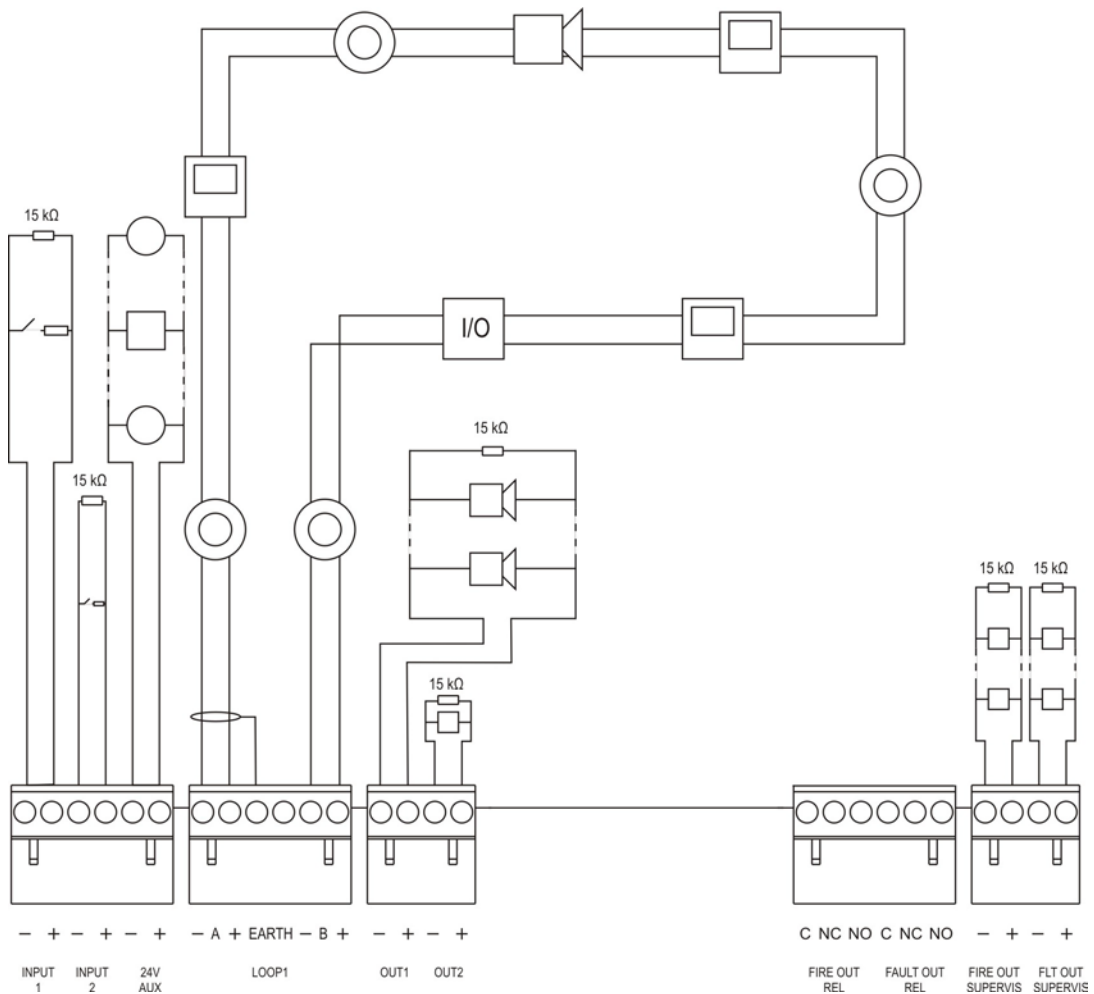 15 kΩ
I/O
15 kΩ
15 kΩ
15 kΩ
15 kΩ 15 kΩ
− + − + − + − A + EARTH − B + − + − + C NC NO C NC NO − + − +
INPUT 1
INPUT 2
24V AUX
LOOP1
OUT1
OUT2
FIRE OUT REL
FAULT OUT REL
FIRE OUT SUPERVIS
FLT OUT SUPERVIS